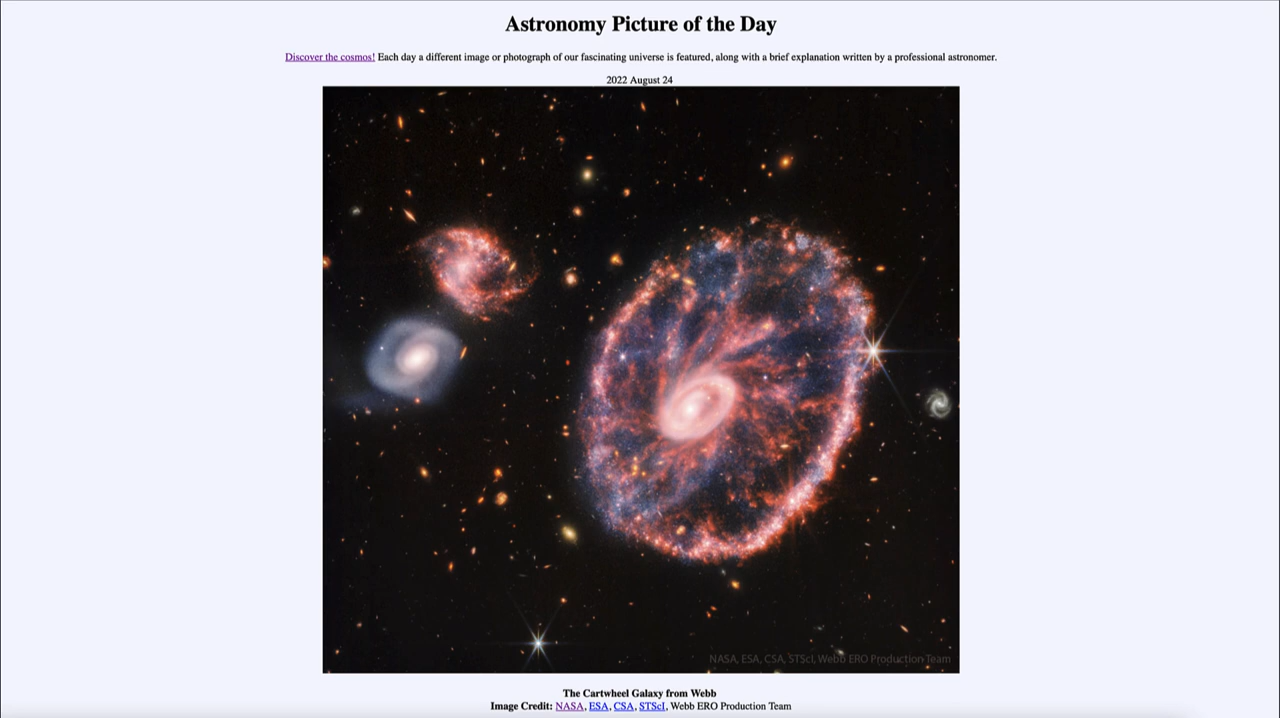 Astronomy Picture of the Day
Discover the cosmos! Each day a different image or photograph of our fascinating universe is featured, along with a brief explanation written by a professional astronomer.
2022 August 24
NASA, ESA, CSA, STScI, Webb ERO Production Team
The Cartwheel Galaxy from Webb
Image Credit: NASA, ESA, CSA, STScI, Webb ERO Production Team